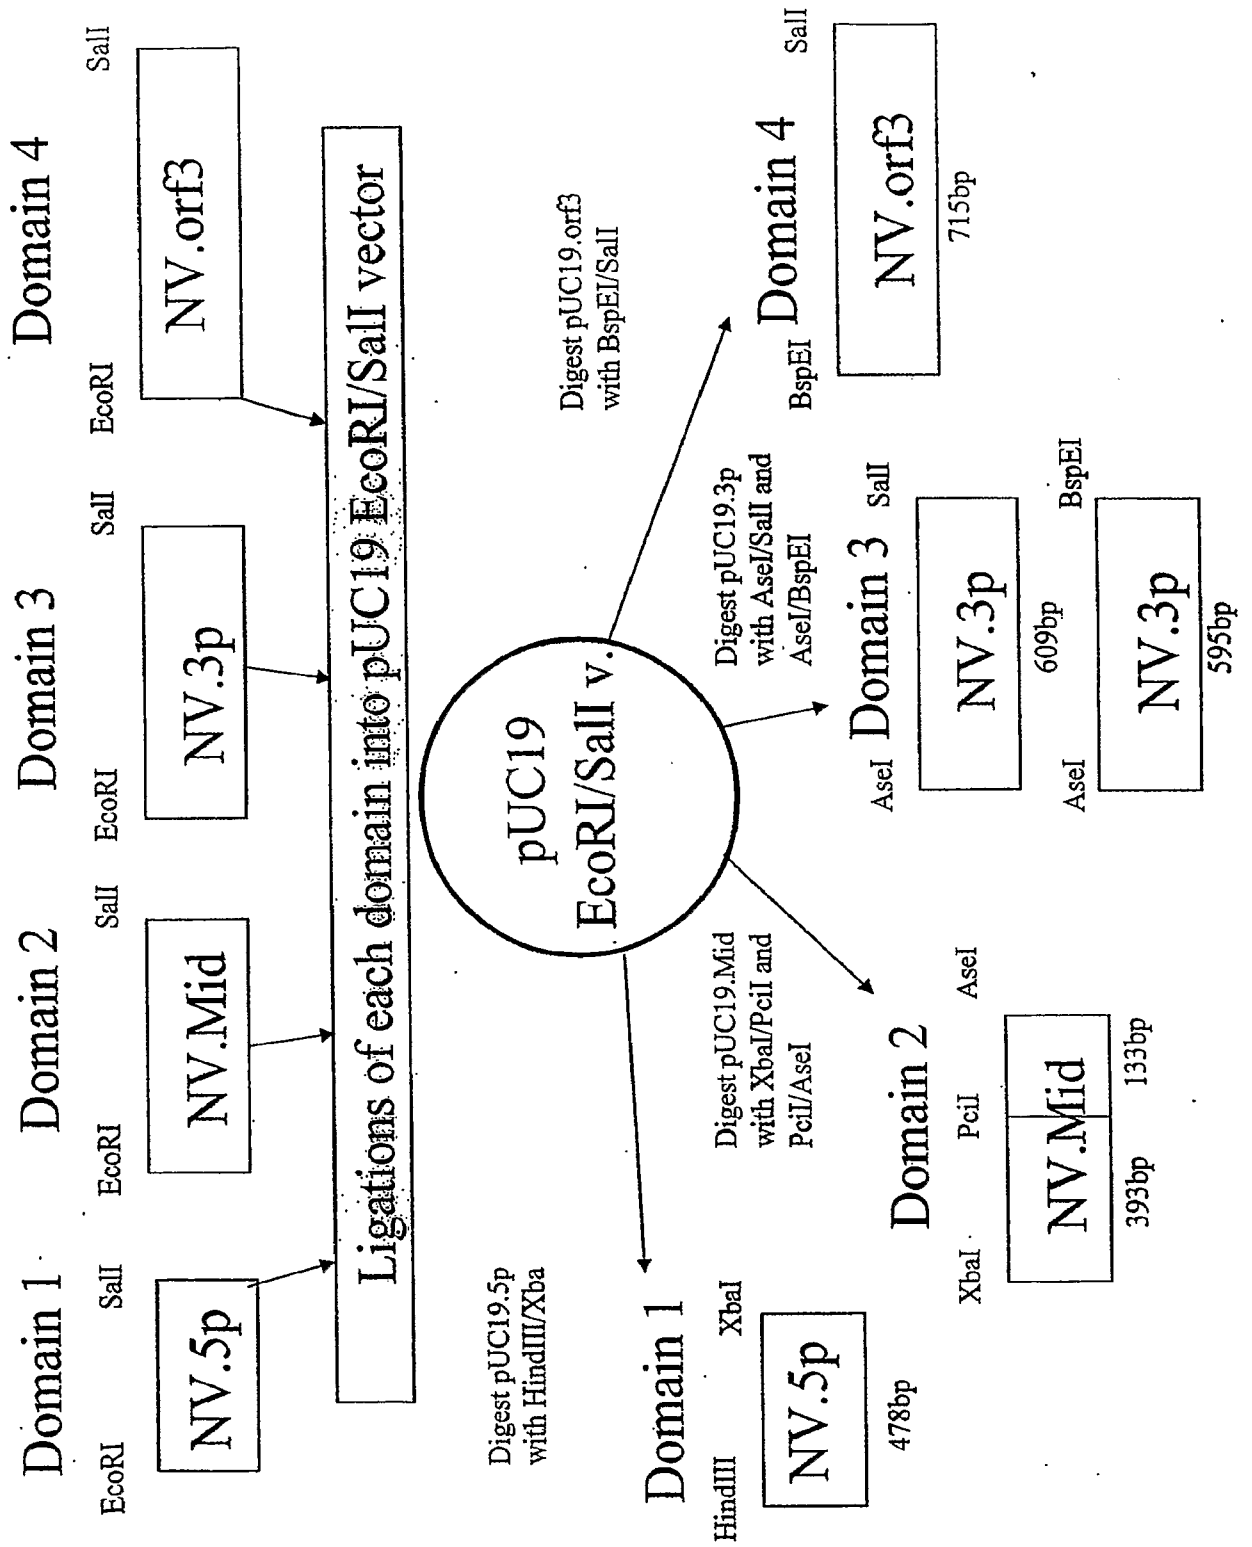 Domain 1
Domain 2
Domain 3
Domain 4
EcoRI SalI
EcoRI SalI
EcoRI SalI
EcoRI SalI
NV.5p
NV.Mid
NV.3p
NV.orf3
Ligations of each domain into pUC19 EcoRI/SalI vector
pUC19
EcoRI/SalI v.
Digest pUC19.5p
with HindIII/Xba
Digest pUC19.Mid
with XbaI/PciI and
PciI/AseI
Digest pUC19.3p
with AseI/SalI and
AseI/BspEI
Digest pUC19.orf3
with BspEI/SalI
Domain 1
HindIII XbaI
NV.5p
478bp
Domain 2
XbaI PciI AseI
NV.Mid
393bp 133bp
Domain 3
AseI SalI
NV.3p
609bp
AseI BspEI
NV.3p
595bp
Domain 4
BspEI SalI
NV.orf3
715bp